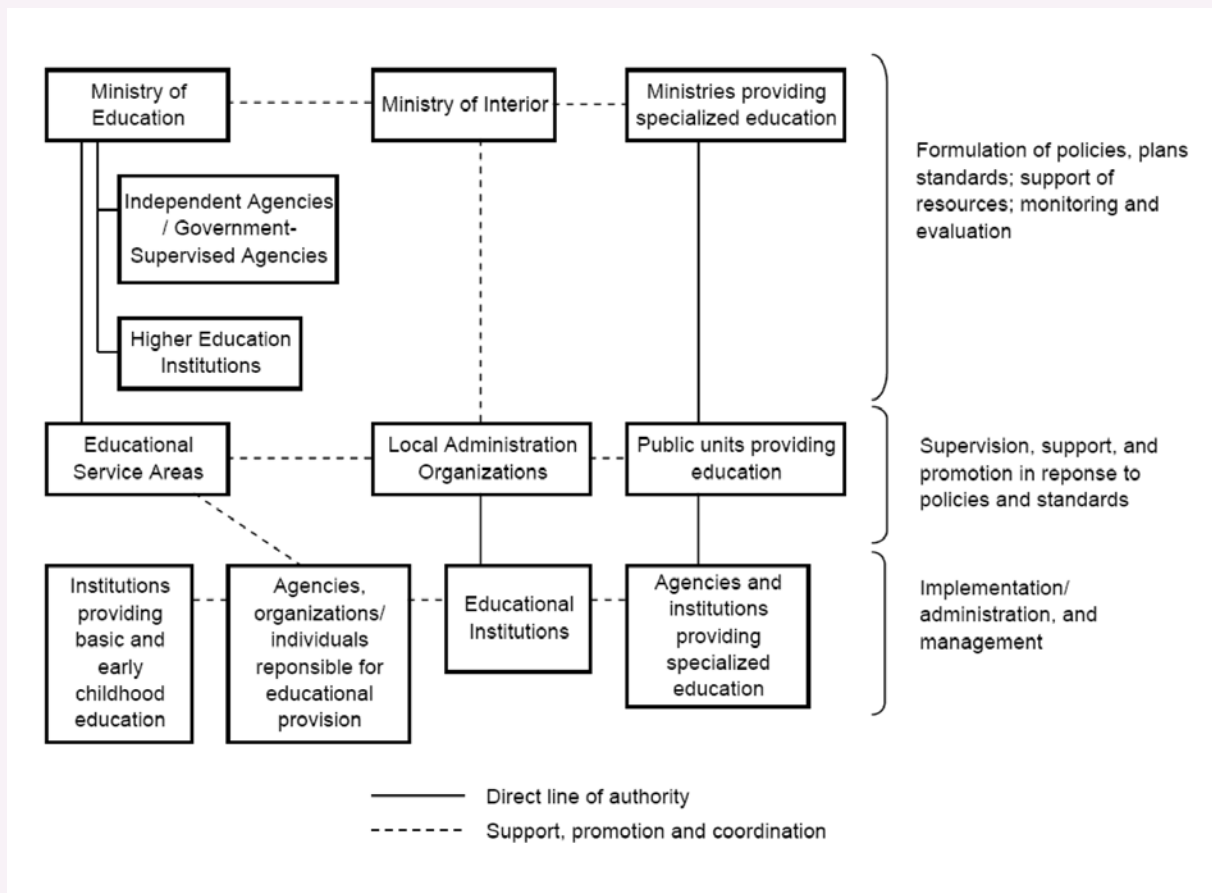 Ministry of
Education
Ministry of Interior
Ministries providing
specialized education
Formulation of policies, plans
standards; support of
resources; monitoring and
evaluation
Independent Agencies
/ Government-
Supervised Agencies
Higher Education
Institutions
Educational
Service Areas
Local Administration
Organizations
Public units providing
education
Supervision, support, and
promotion in reponse to
policies and standards
Institutions
providing
basic and
early
childhood
education
Agencies,
organizations/
individuals
reponsible for
educational
provision
Educational
Institutions
Agencies and
institutions
providing
specialized
education
Implementation/
administration, and
management
Direct line of authority
Support, promotion and coordination